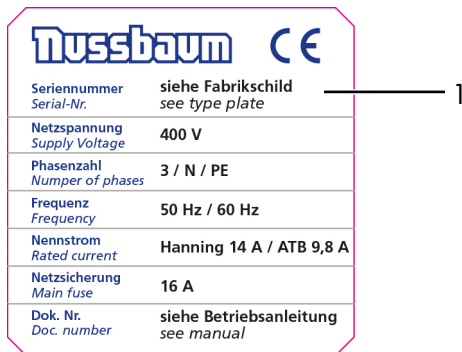 nussbaum CE
Seriennummer siehe Fabrikschild 1
Serial-Nr. see type plate
Netzspannung
Supply Voltage 400 V
Phasenzahl
Numper of phases 3 / N / PE
Frequenz
Frequency 50 Hz / 60 Hz
Nennstrom
Rated current Hanning 14 A / ATB 9,8 A
Netzsicherung
Main fuse 16 A
Dok. Nr. siehe Betriebsanleitung
Doc. number see manual